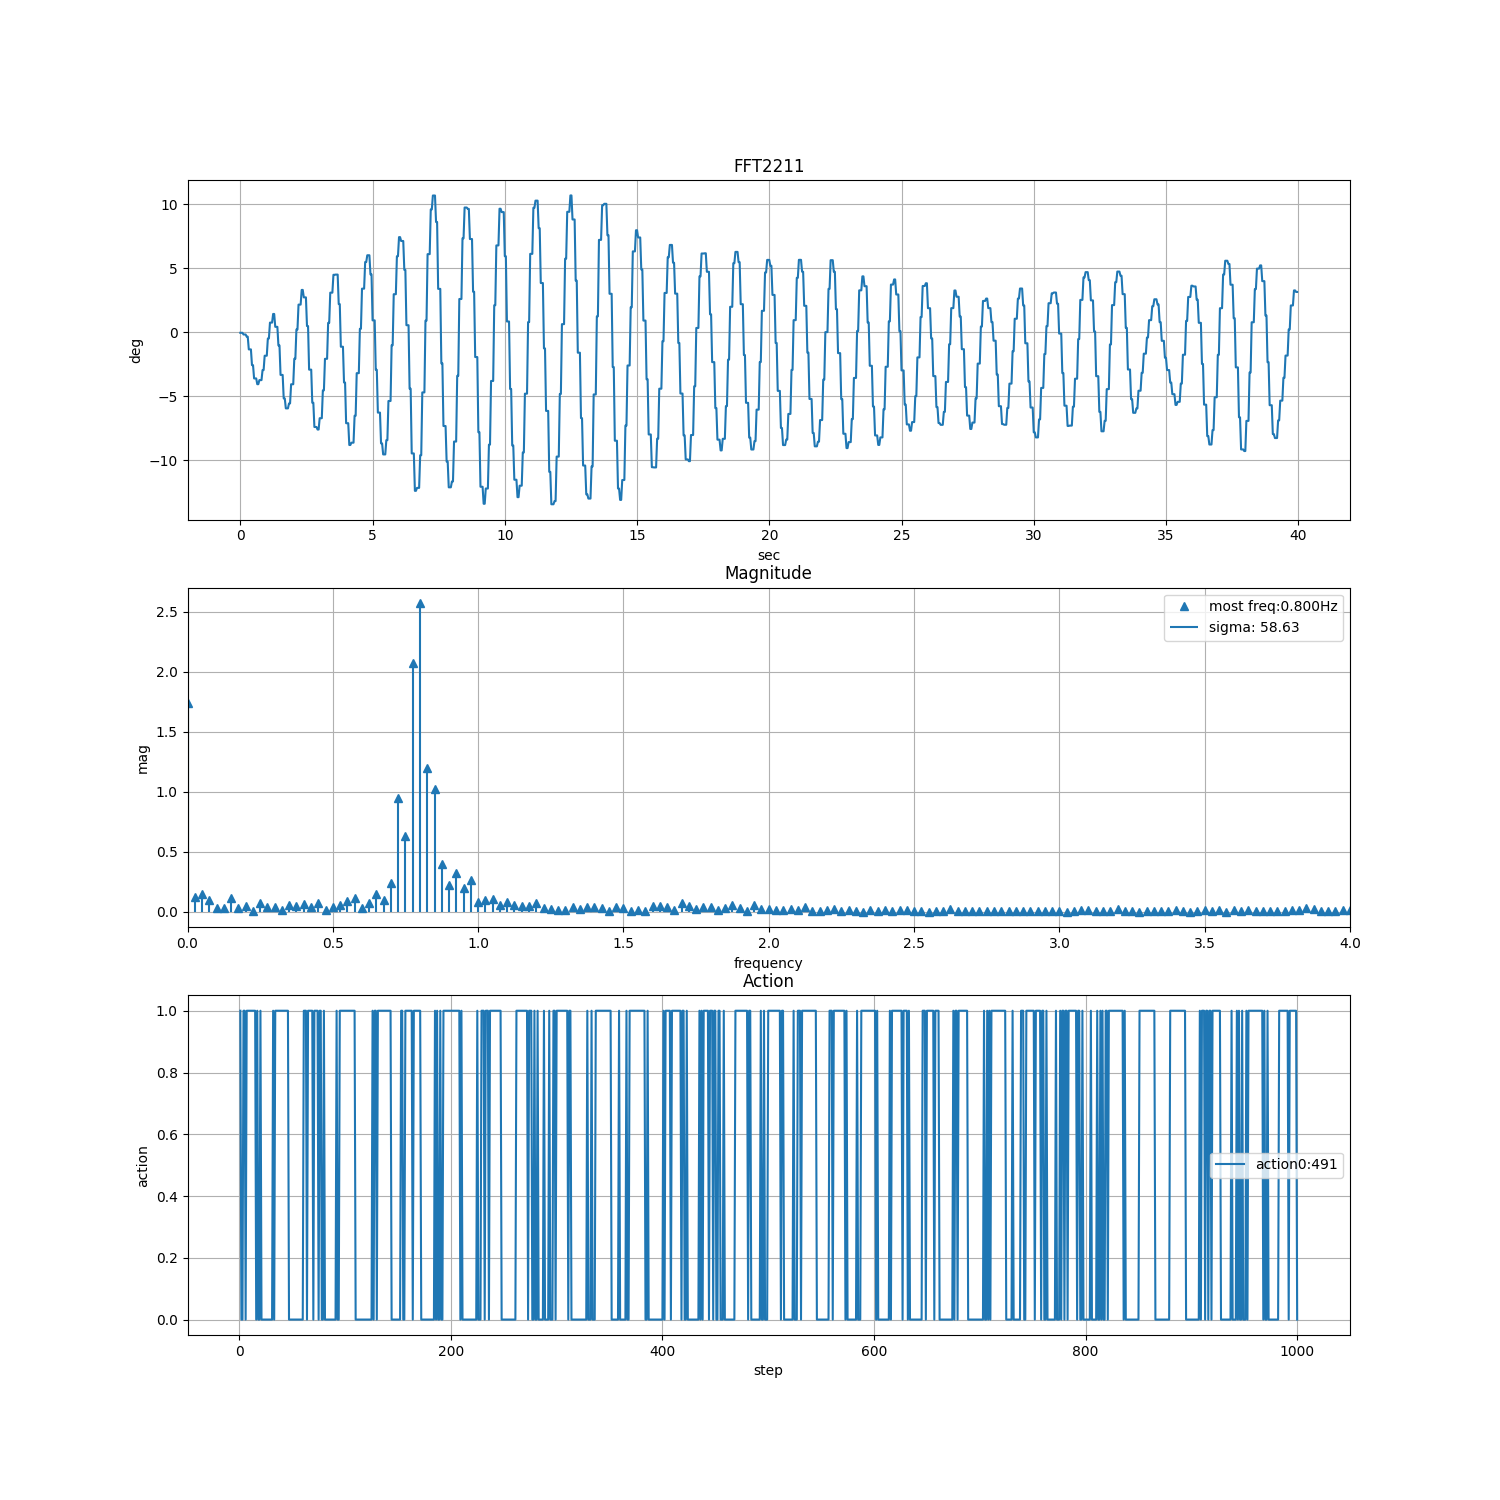 FFT2211
10
5
0
−5
−10
deg
0 5 10 15 20 25 30 35 40
sec
Magnitude
most freq:0.800Hz
sigma: 58.63
2.5
2.0
1.5
1.0
0.5
0.0
mag
0.0 0.5 1.0 1.5 2.0 2.5 3.0 3.5 4.0
frequency
Action
1.0
0.8
0.6
0.4
0.2
0.0
action
action0:491
0 200 400 600 800 1000
step